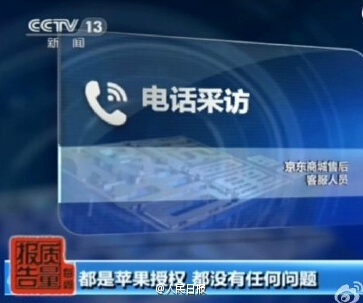 CCTV 13
新闻
电话采访
京东商城售后
客服人员
质量
报告
都是苹果授权 都没有任何问题
@人民日报